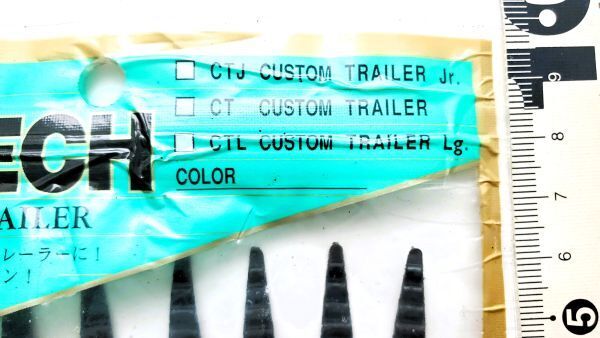 CTJ CUSTOM TRAILER Jr.
CT CUSTOM TRAILER
CTL CUSTOM TRAILER Lg.
ECH
COLOR
AILER
レーラーに!
ン!
9
8
7
6
5